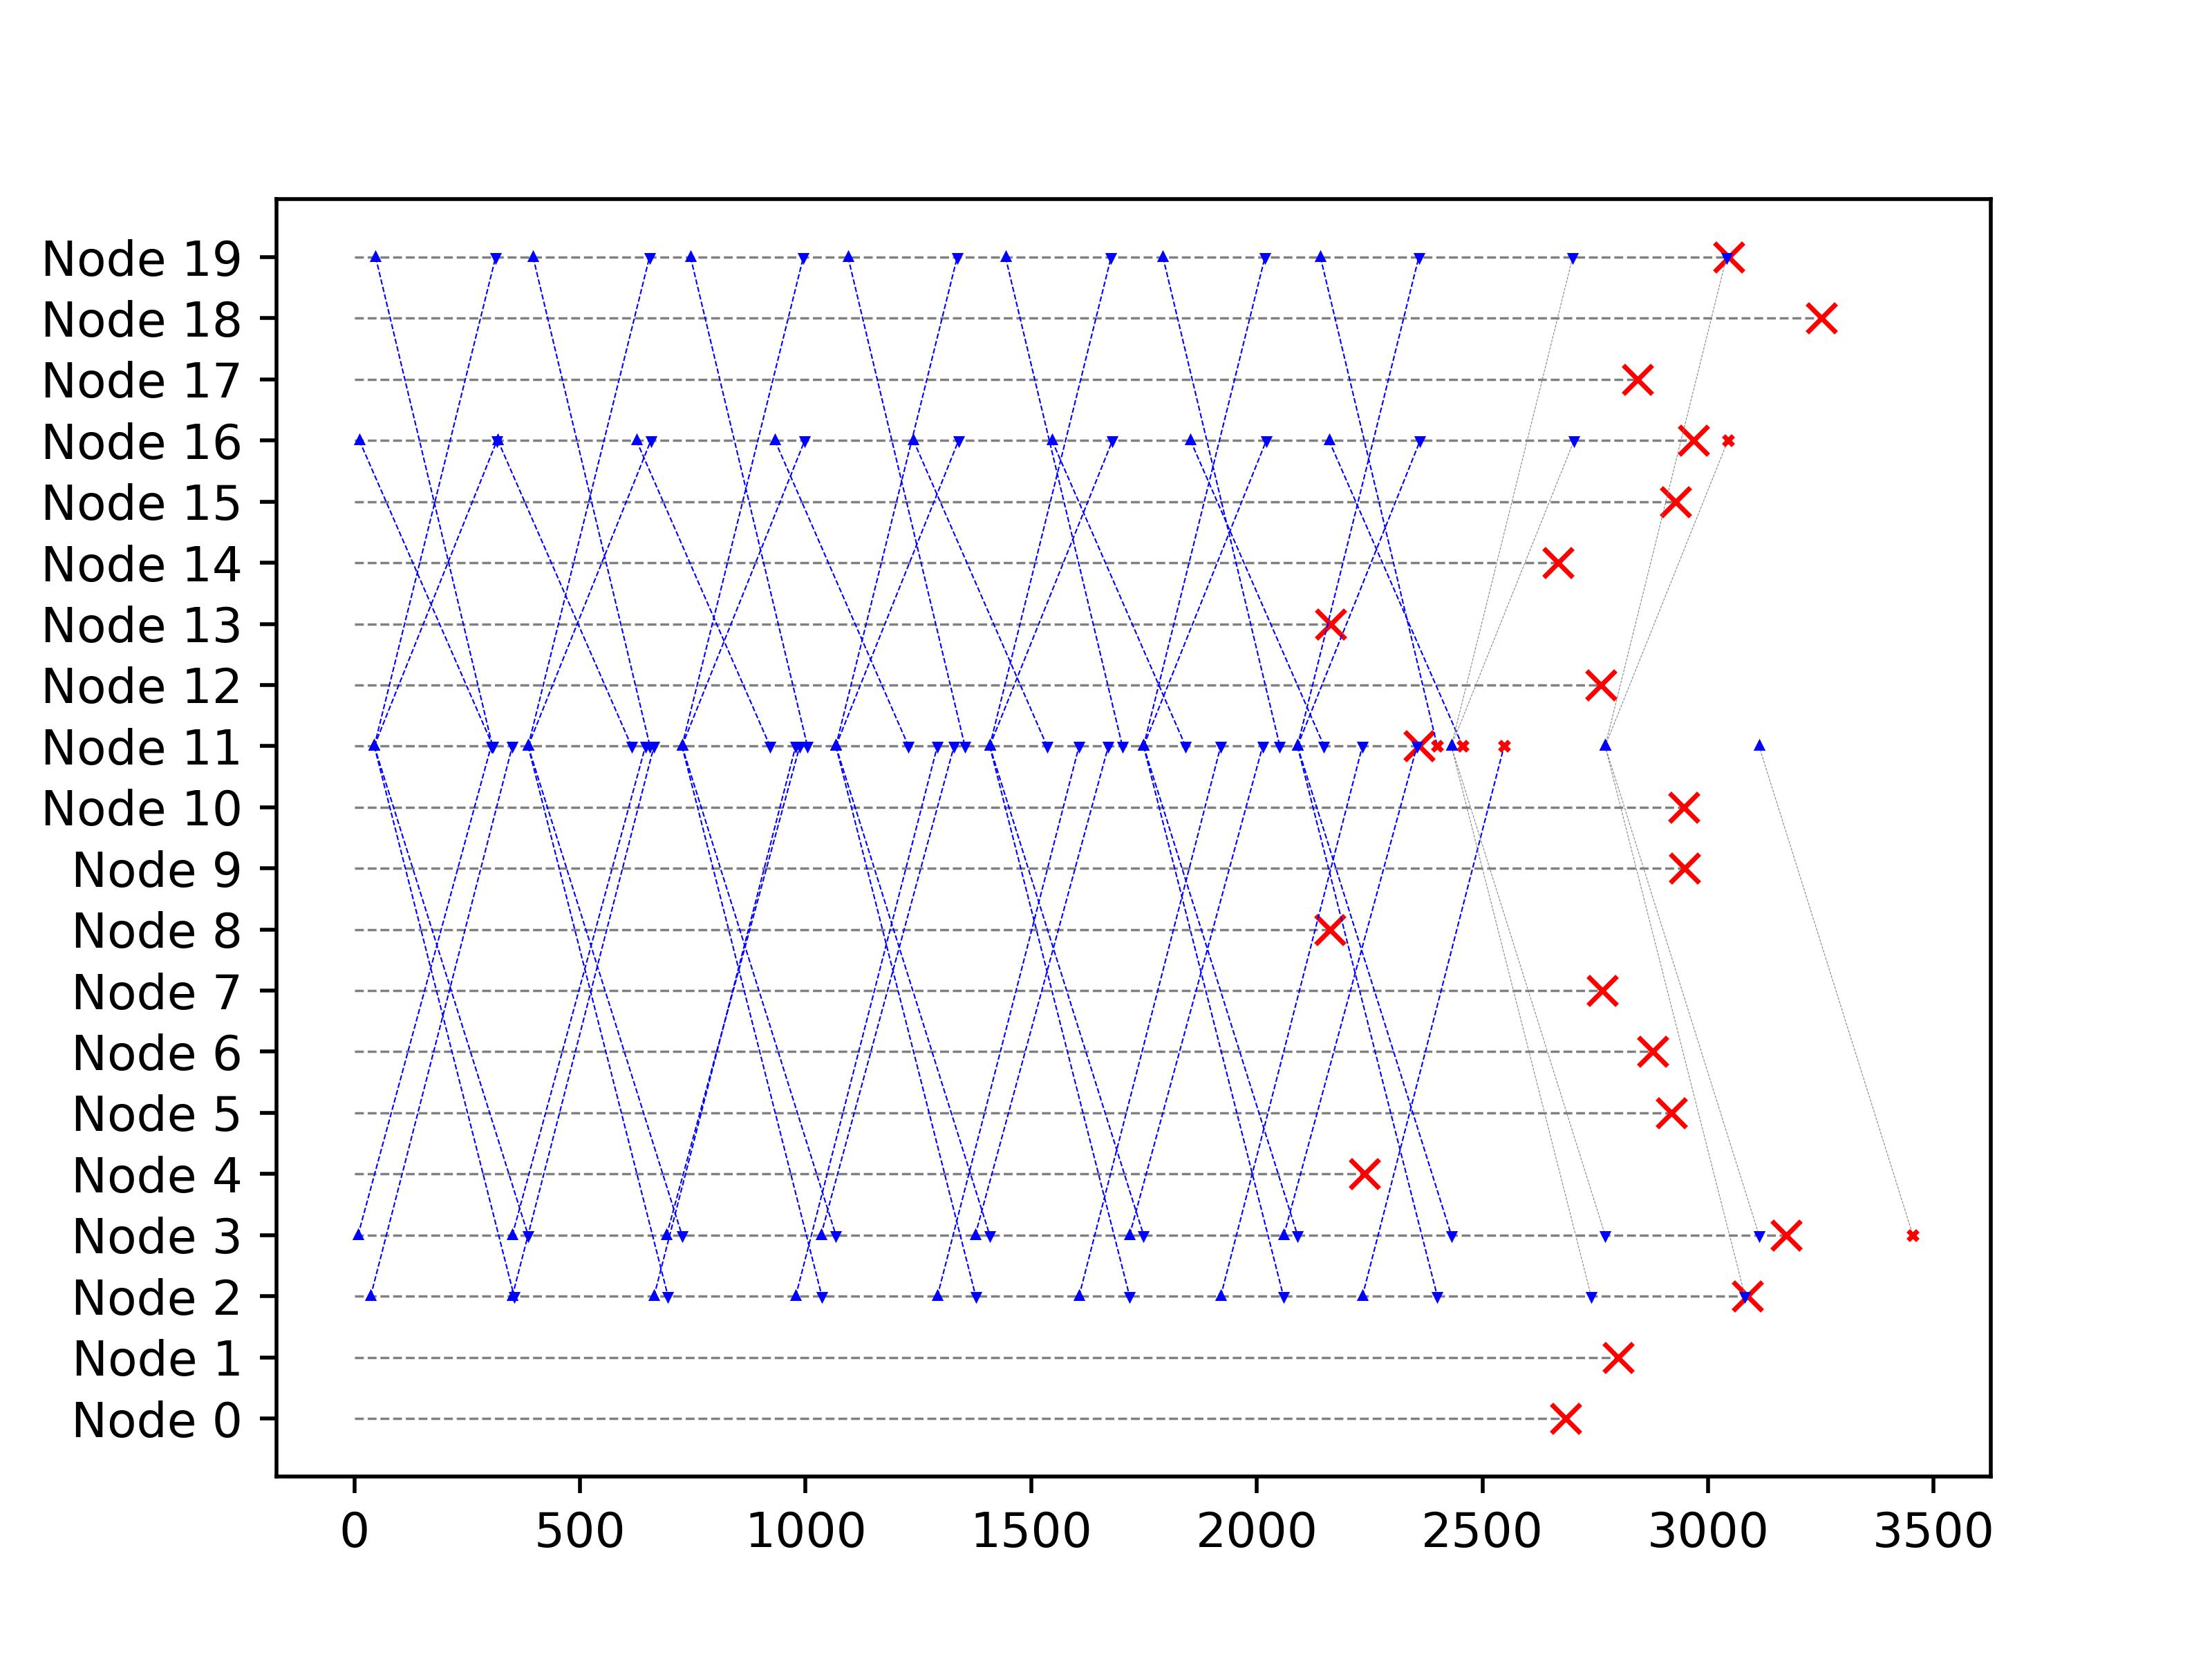 Node 19
Node 18
Node 17
Node 16
Node 15
Node 14
Node 13
Node 12
Node 11
Node 10
Node 9
Node 8
Node 7
Node 6
Node 5
Node 4
Node 3
Node 2
Node 1
Node 0
0 500 1000 1500 2000 2500 3000 3500